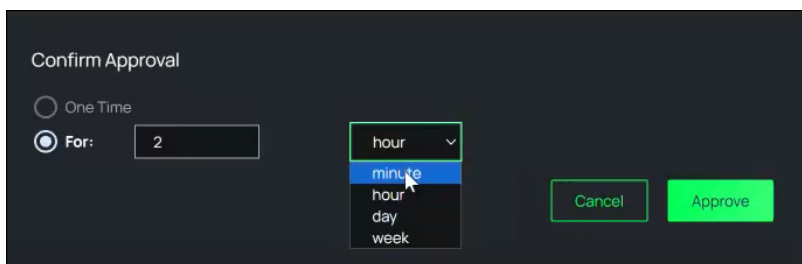 Confirm Approval
One Time
For: 2 hour
minute
hour
day
week
Cancel Approve